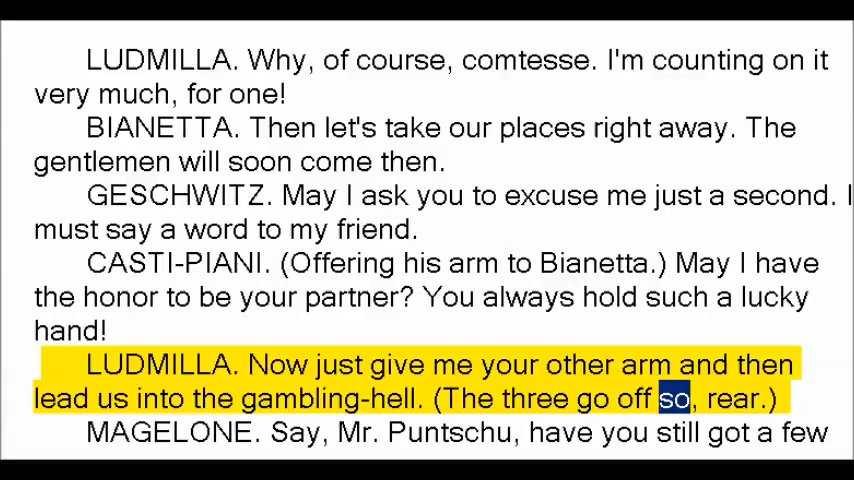 LUDMILLA. Why, of course, comtesse. I'm counting on it
very much, for one!
BIANETTA. Then let's take our places right away. The
gentlemen will soon come then.
GESCHWITZ. May I ask you to excuse me just a second. I
must say a word to my friend.
CASTI-PIANI. (Offering his arm to Bianetta.) May I have
the honor to be your partner? You always hold such a lucky
hand!
LUDMILLA. Now just give me your other arm and then
lead us into the gambling-hell. (The three go off so, rear.)
MAGELONE. Say, Mr. Puntschu, have you still got a few